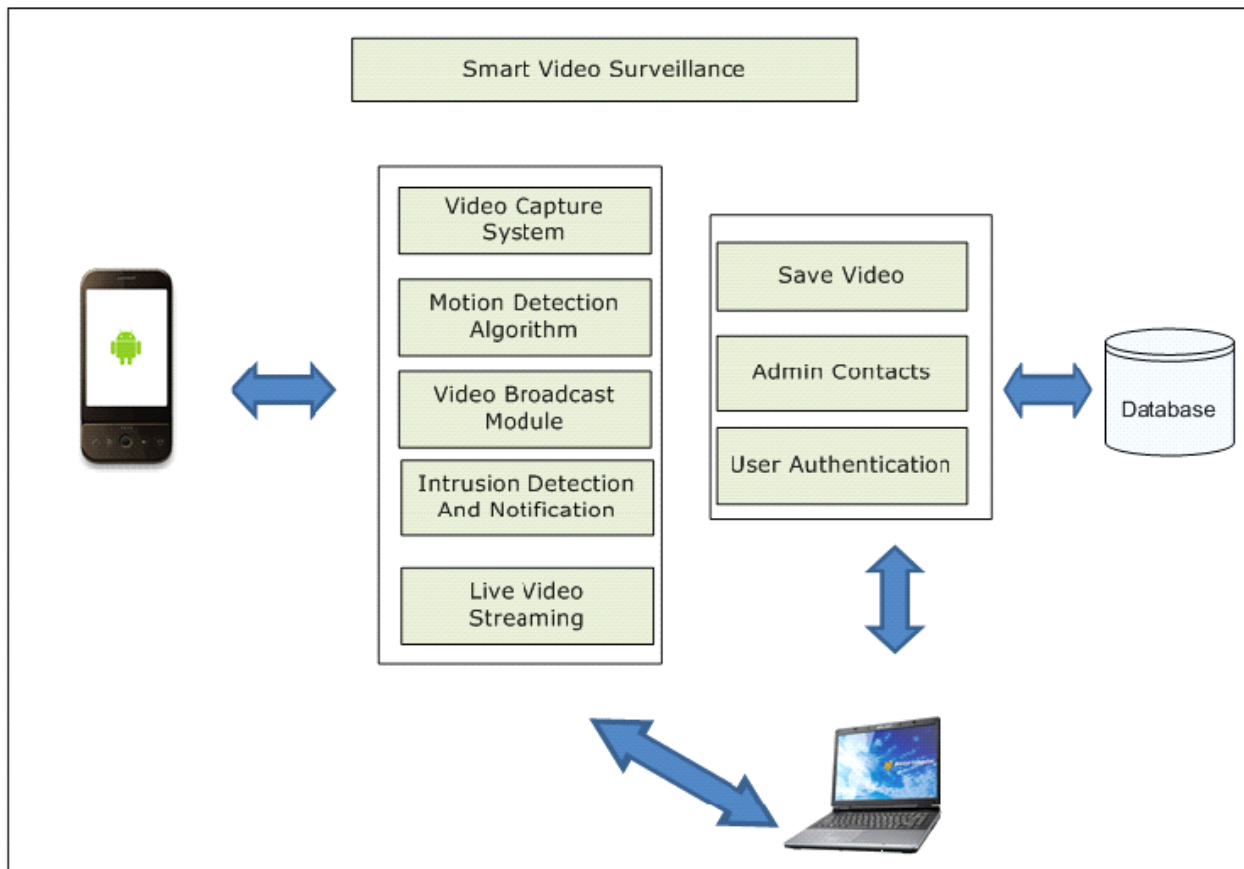 Smart Video Surveillance
Video Capture
System
Motion Detection
Algorithm
Video Broadcast
Module
Intrusion Detection
And Notification
Live Video
Streaming
Save Video
Admin Contacts
User Authentication
Database